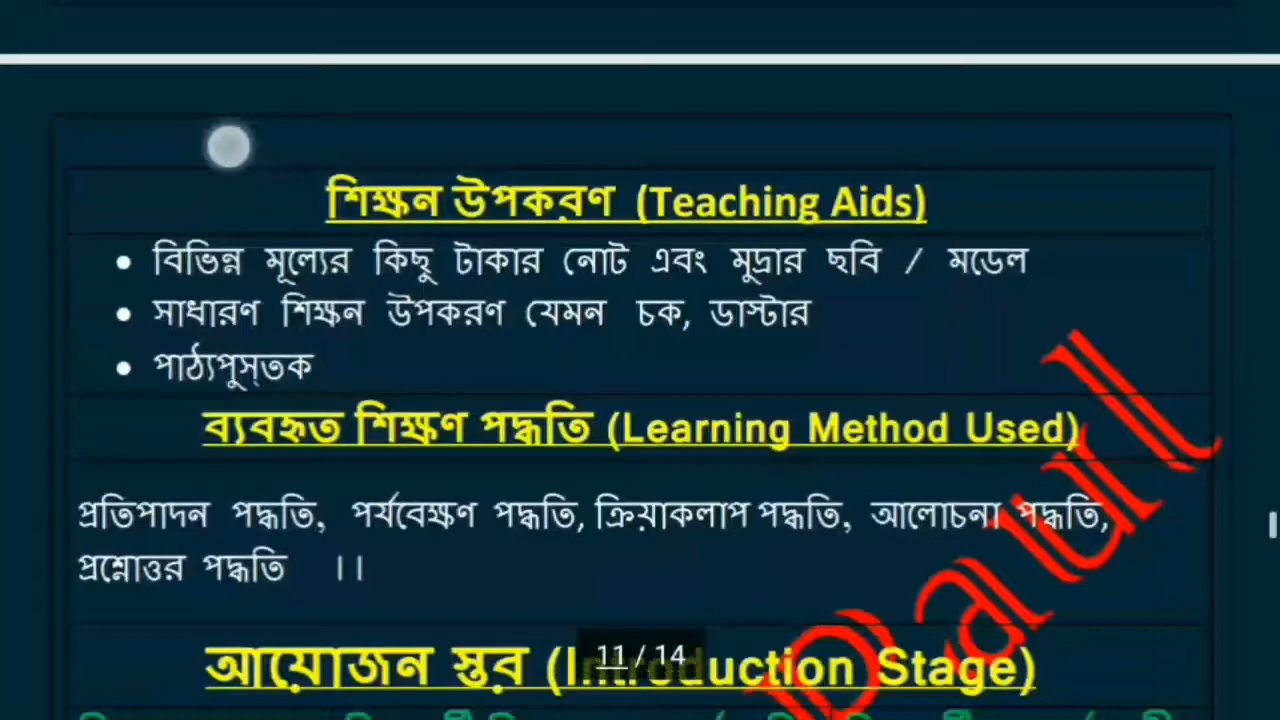 শিক্ষন উপকরণ (Teaching Aids)
• বিভিন্ন মূল্যের কিছু টাকার নোট এবং মুদ্রার ছবি / মডেল
• সাধারণ শিক্ষন উপকরণ যেমন চক, ডাস্টার
• পাঠ্যপুস্তক
ব্যবহৃত শিক্ষণ পদ্ধতি (Learning Method Used)
প্রতিপাদন পদ্ধতি, পর্যবেক্ষণ পদ্ধতি, ক্রিয়াকলাপ পদ্ধতি, আলোচনা পদ্ধতি,
প্রশ্নোত্তর পদ্ধতি ।।
আয়োজন স্তর (Introduction Stage)
11 / 14
Paull